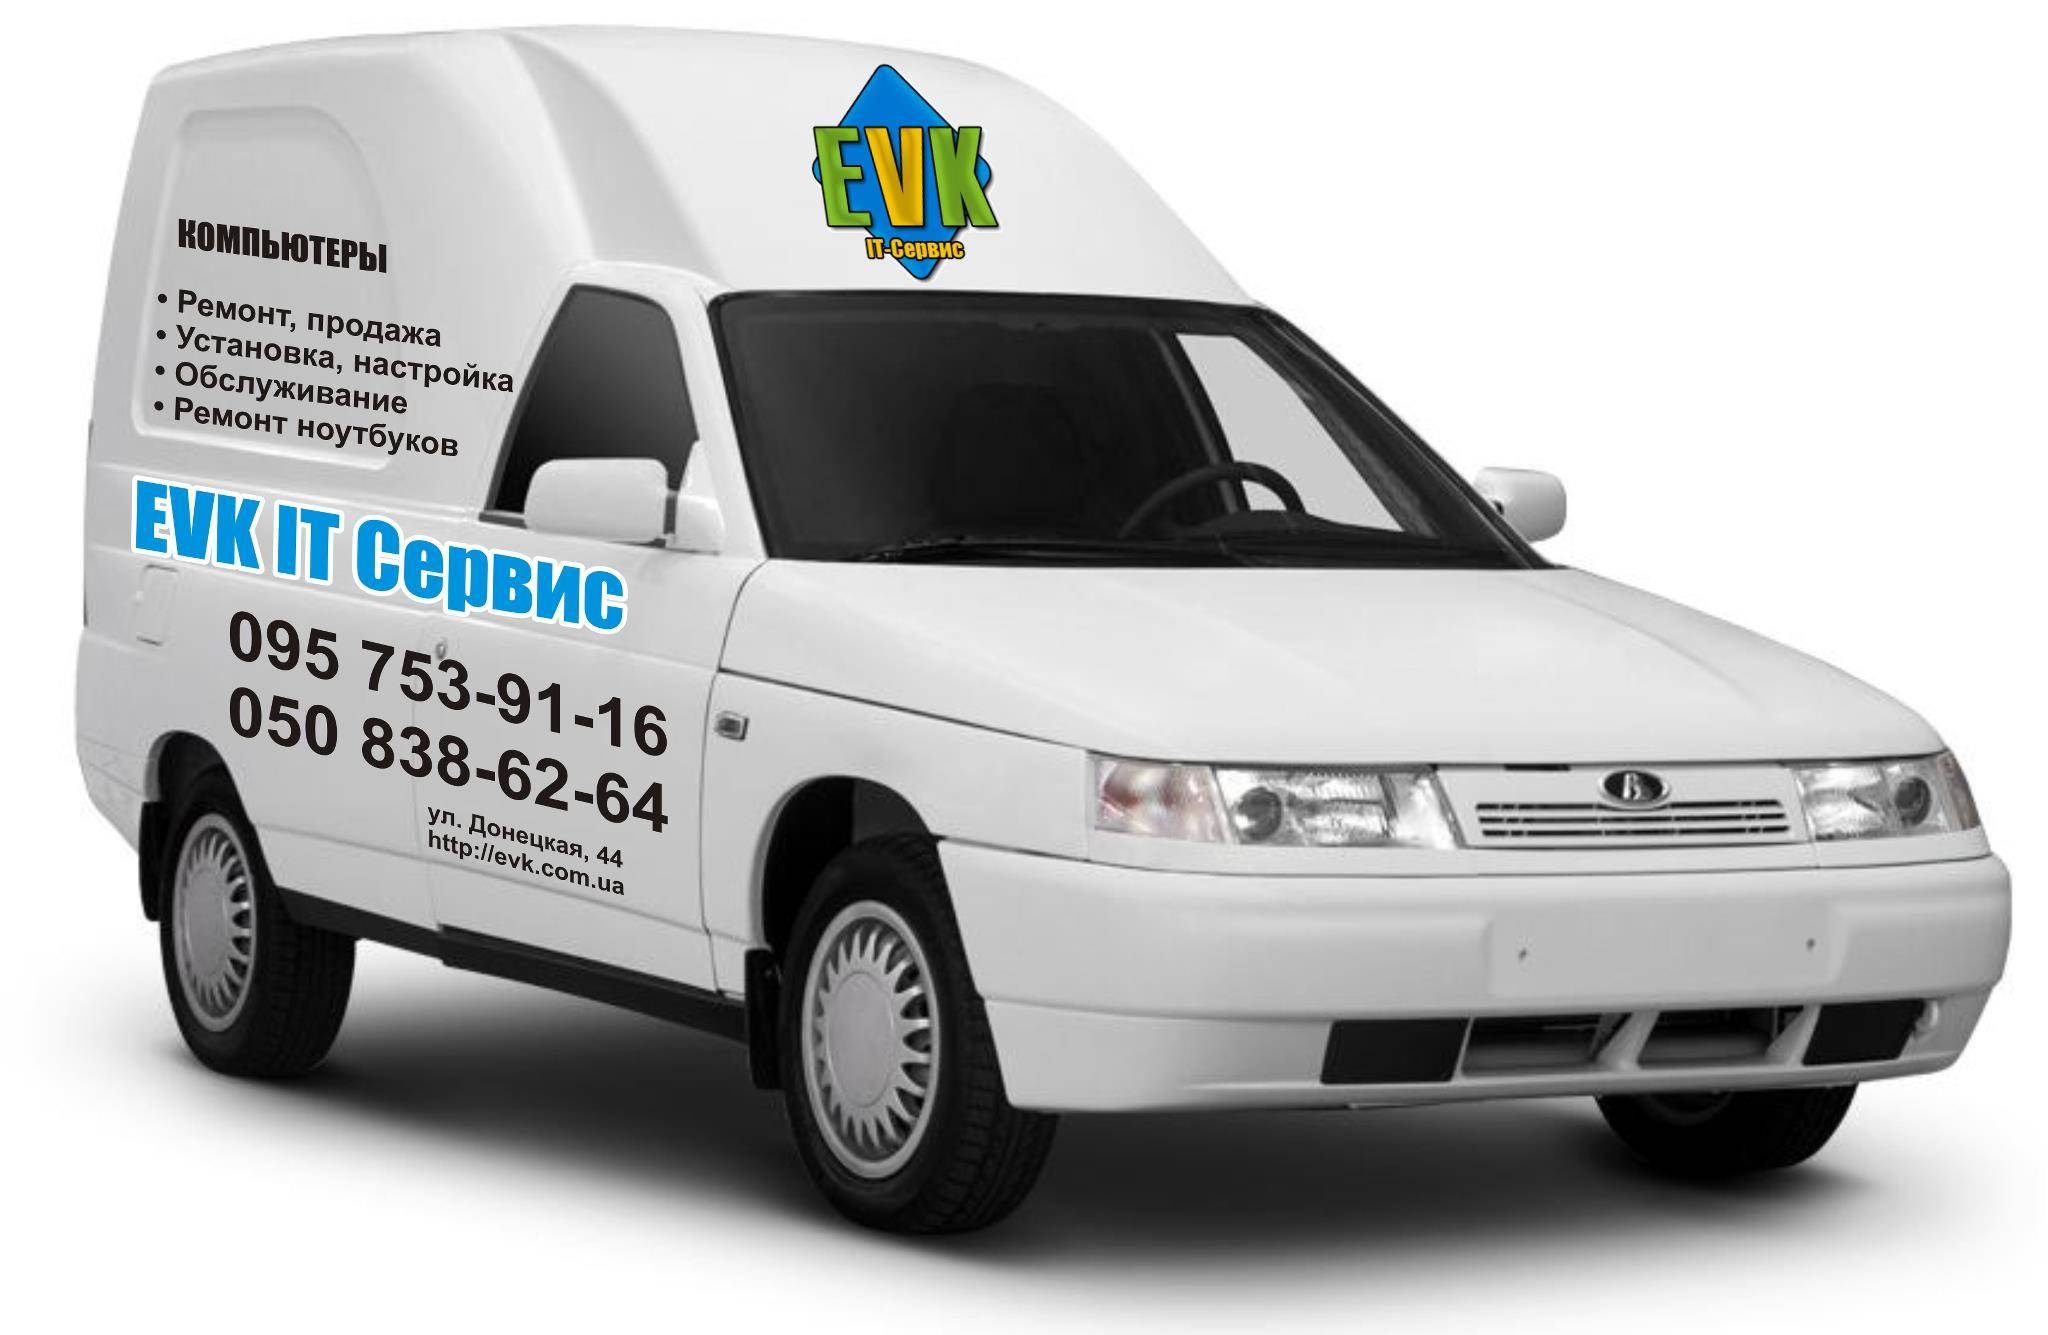 EVK
IT-Сервис
КОМПЬЮТЕРЫ
• Ремонт, продажа
• Установка, настройка
• Обслуживание
• Ремонт ноутбуков
EVK IT Сервис
095 753-91-16
050 838-62-64
ул. Донецкая, 44
http://evk.com.ua